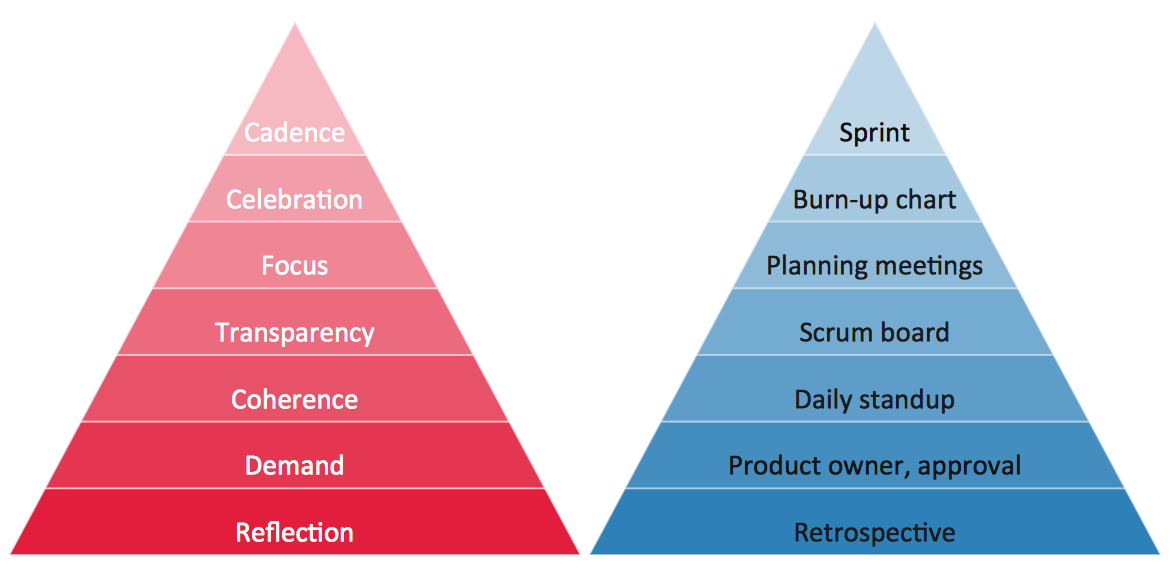 Cadence
Celebration
Focus
Transparency
Coherence
Demand
Reflection
Sprint
Burn-up chart
Planning meetings
Scrum board
Daily standup
Product owner, approval
Retrospective